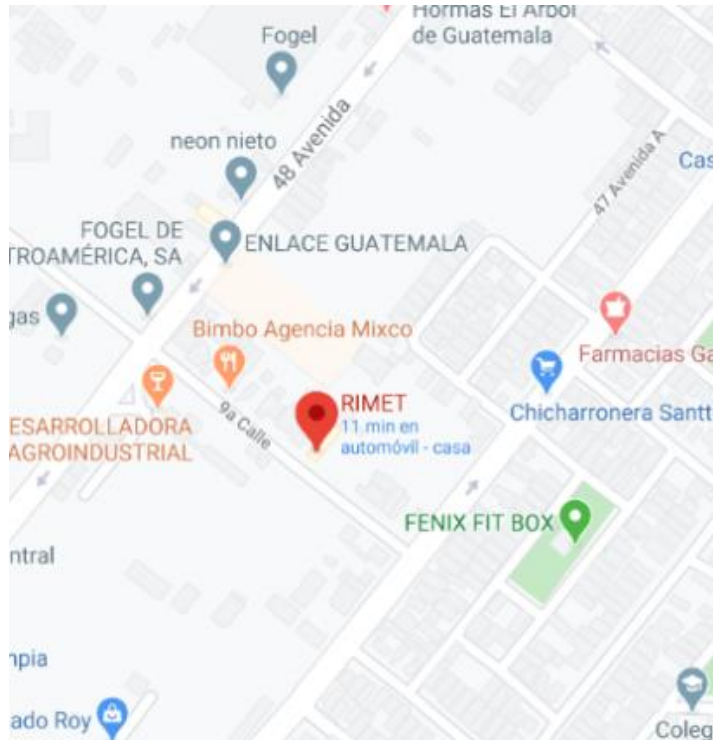 Hormas El Arbol
de Guatemala
Fogel
48 Avenida
neon nieto
47 Avenida A
Cas
FOGEL DE
TROAMÉRICA, SA
ENLACE GUATEMALA
gas
Bimbo Agencia Mixco
Farmacias Ga
RIMET
11 min en
automóvil - casa
Chicharronera Santt
ESARROLLADORA
AGROINDUSTRIAL
9a Calle
FENIX FIT BOX
ntral
npia
ado Roy
Coleg